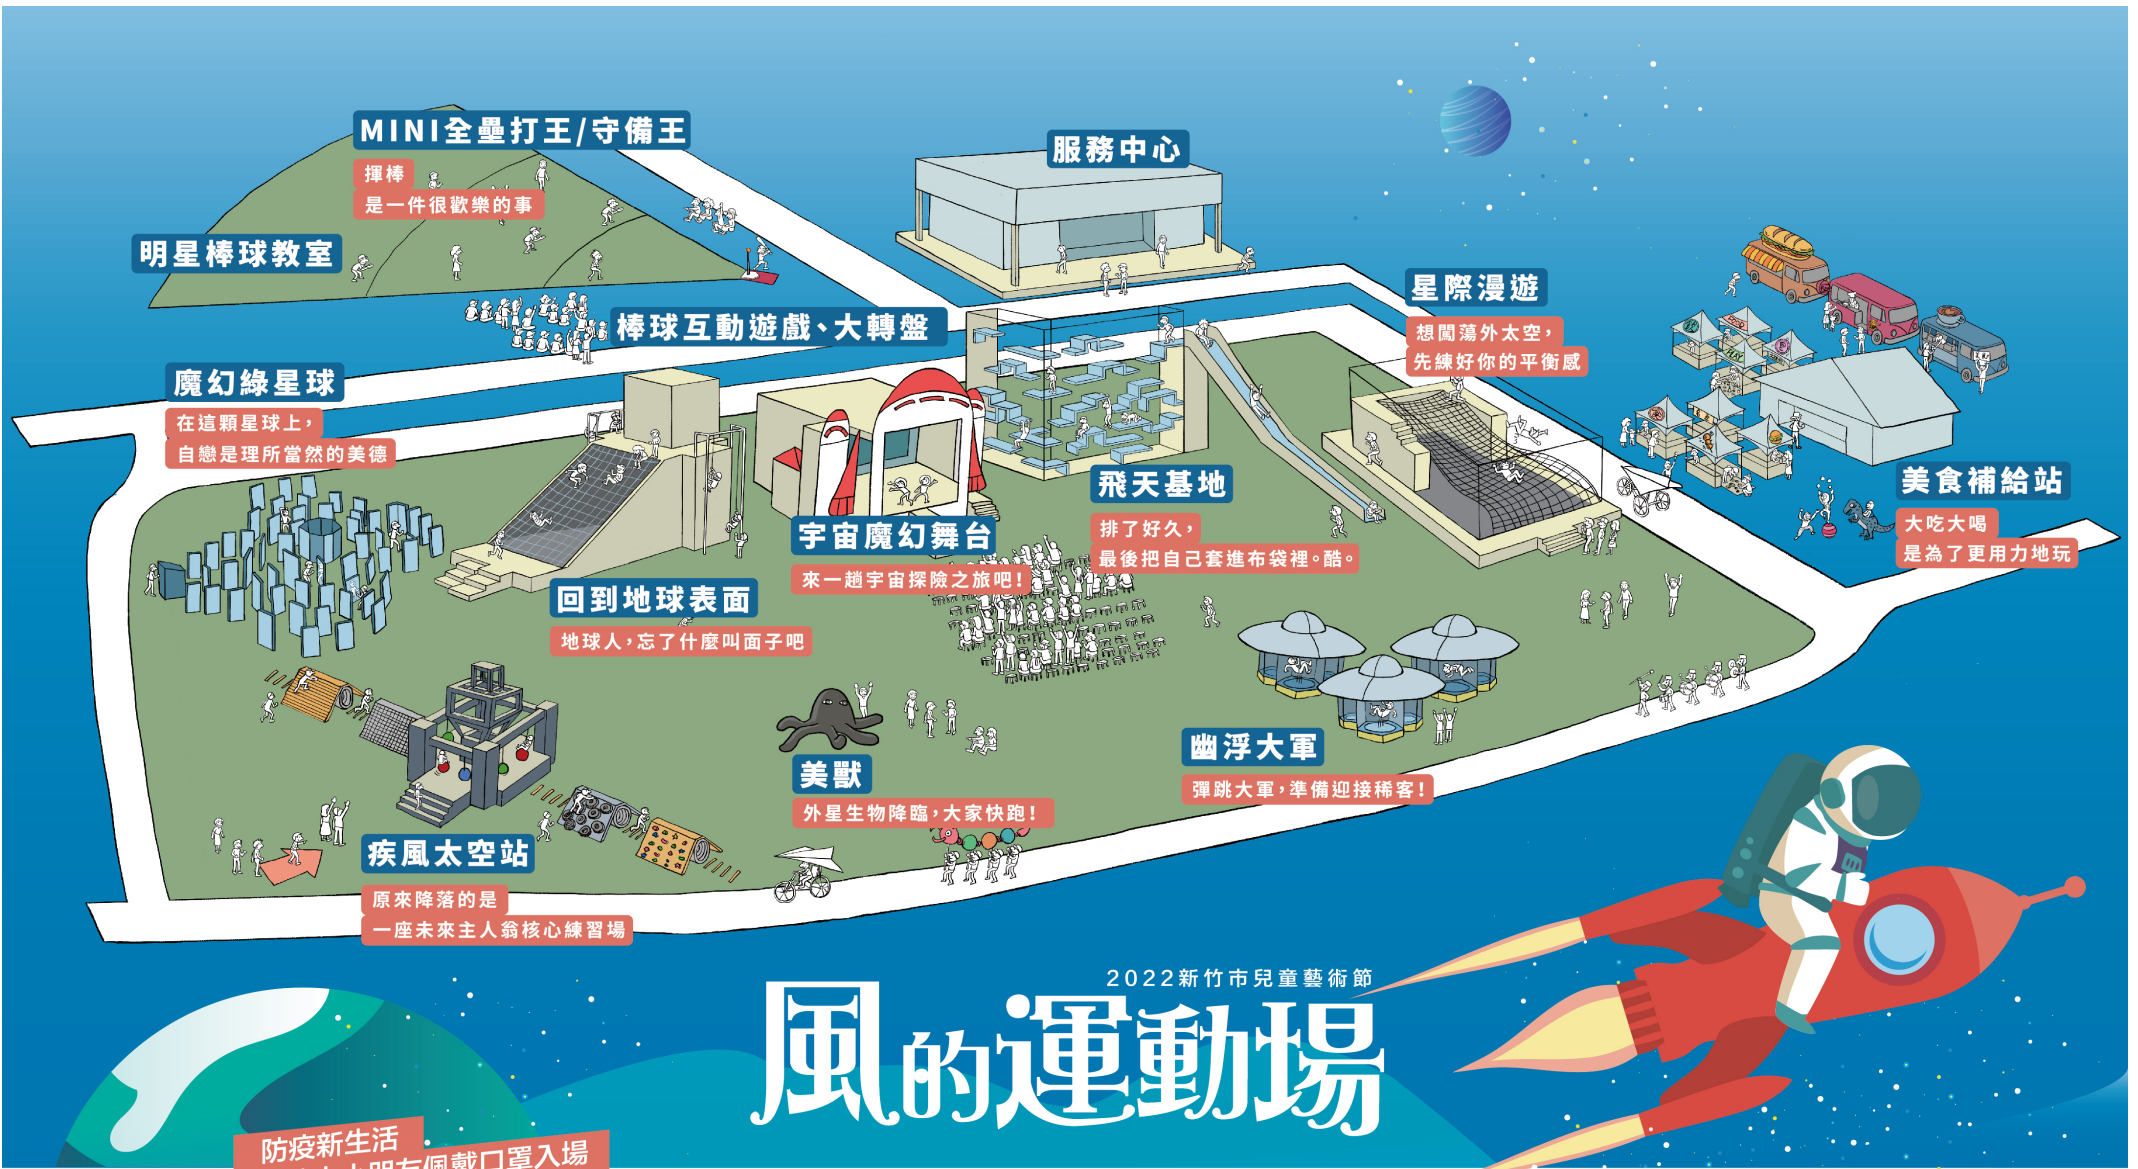 MINI全壘打王/守備王
揮棒
是一件很歡樂的事
明星棒球教室
服務中心
棒球互動遊戲、大轉盤
星際漫遊
想闖蕩外太空，
先練好你的平衡感
魔幻綠星球
在這顆星球上，
自戀是理所當然的美德
飛天基地
排了好久，
最後把自己套進布袋裡。酷。
美食補給站
大吃大喝
是為了更用力地玩
宇宙魔幻舞台
來一趟宇宙探險之旅吧！
回到地球表面
地球人，忘了什麼叫面子吧
幽浮大軍
彈跳大軍，準備迎接稀客！
美獸
外星生物降臨，大家快跑！
疾風太空站
原來降落的是
一座未來主人翁核心練習場
2022新竹市兒童藝術節
風的運動場
防疫新生活
朋友佩戴口罩入場